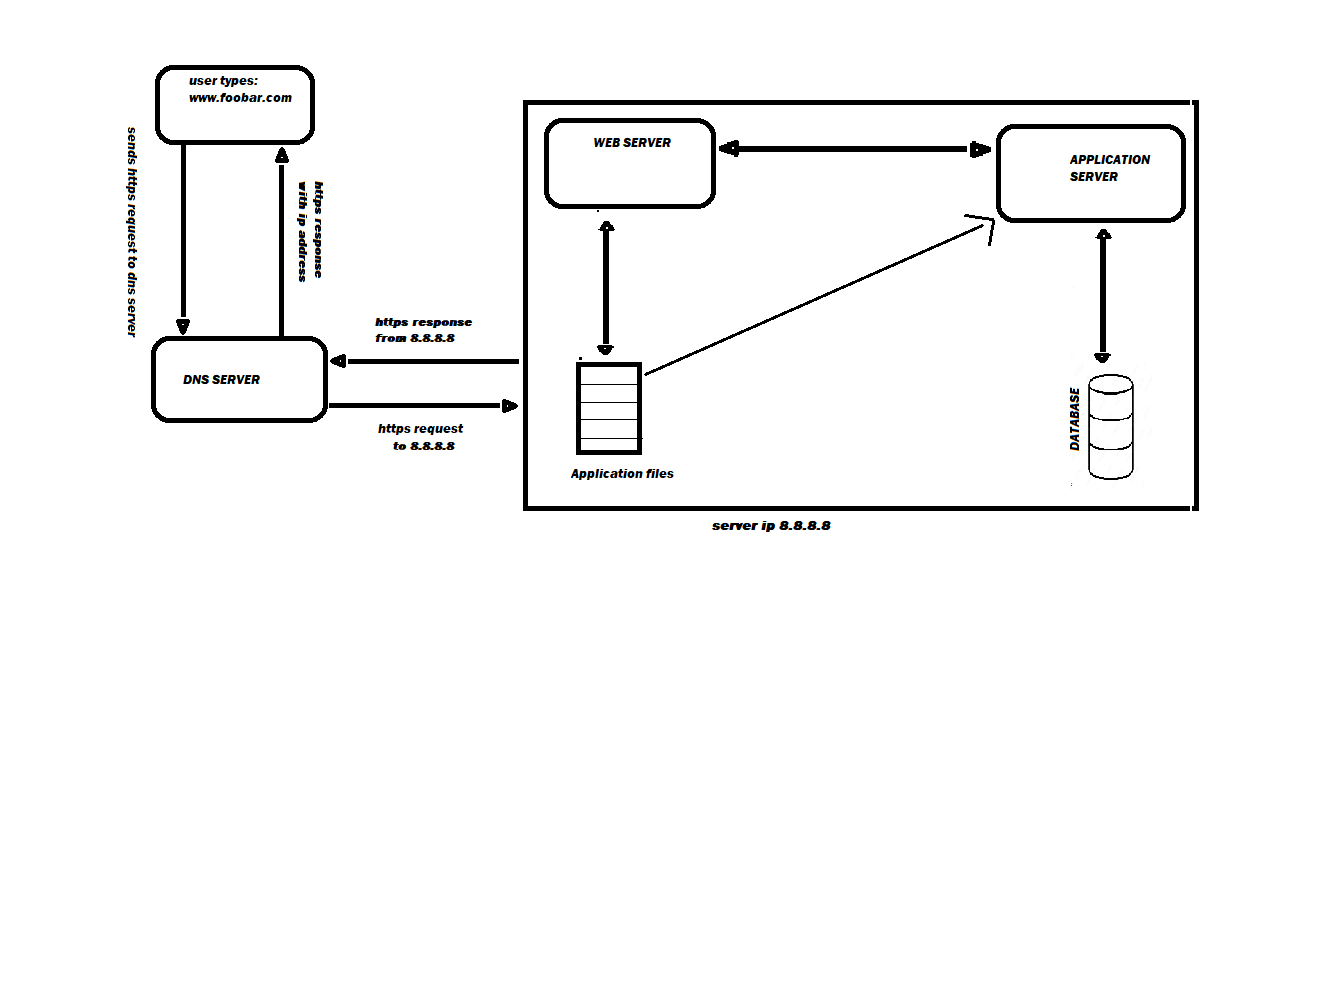 user types:
www.foobar.com
sends https request to dns server
https response
with ip address
DNS SERVER
https response
from 8.8.8.8
https request
to 8.8.8.8
WEB SERVER
APPLICATION
SERVER
Application files
DATABASE
server ip 8.8.8.8